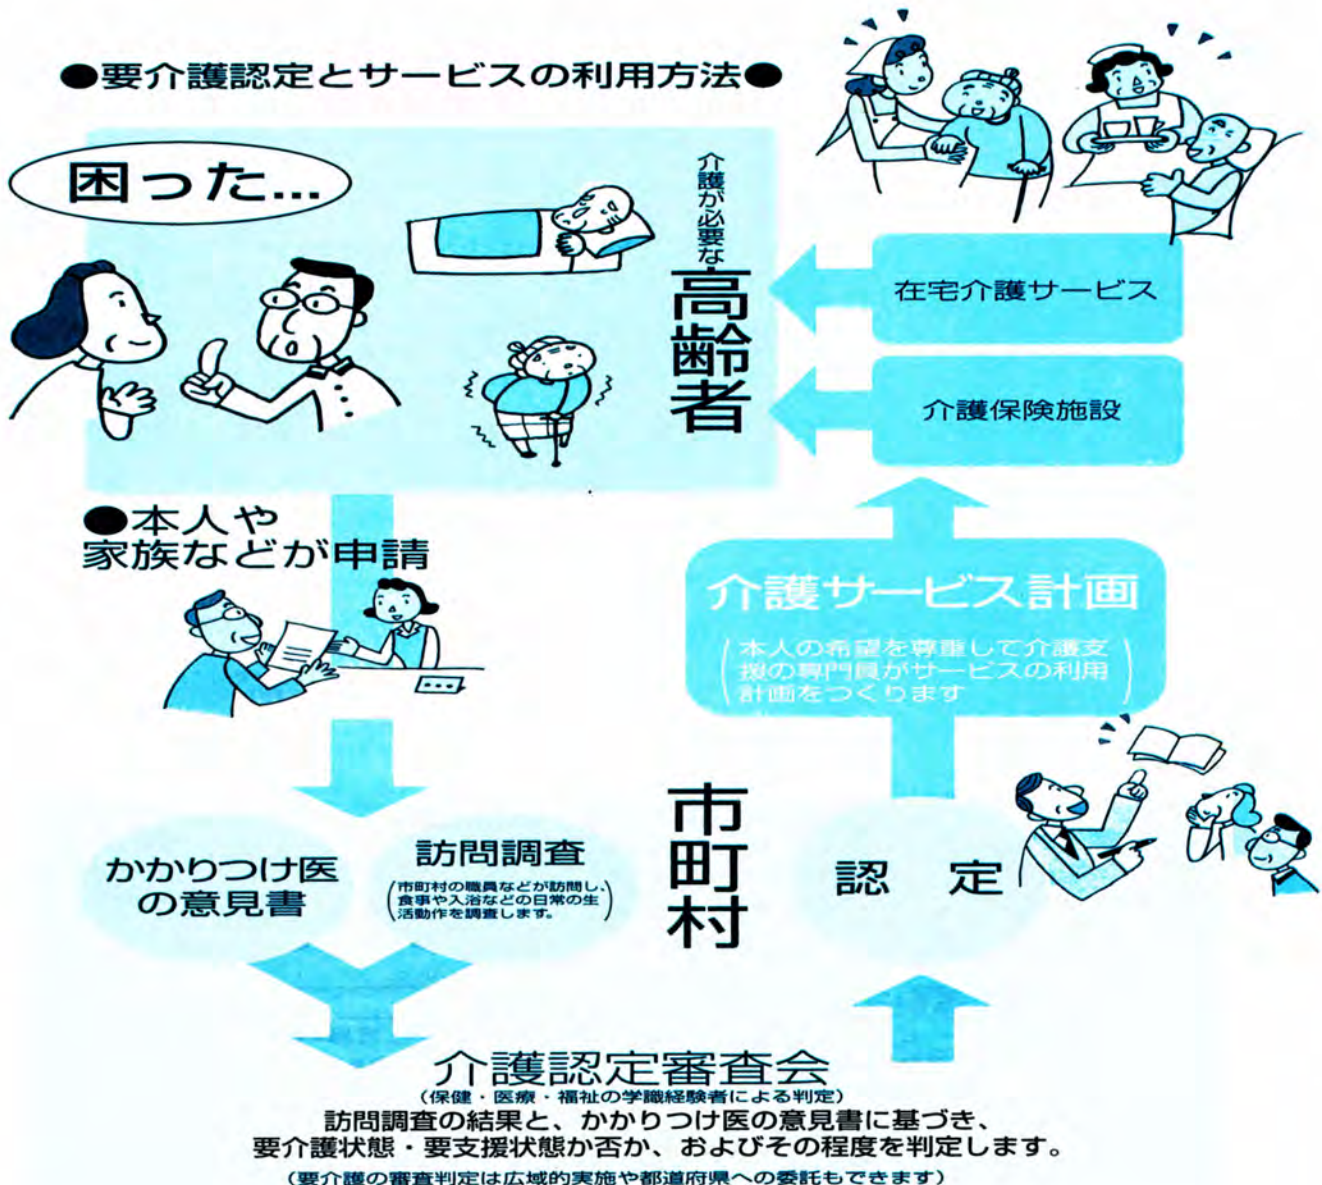 ●要介護認定とサービスの利用方法●
困った...
介護が必要な
高齢者
在宅介護サービス
介護保険施設
●本人や
家族などが申請
介護サービス計画
(本人の希望を尊重して介護支
援の専門員がサービスの利用
計画をつくります)
かかりつけ医
の意見書
訪問調査
(市町村の職員などが訪問し、
食事や入浴などの日常の生
活動作を調査します。)
市町村
認 定
介護認定審査会
(保健・医療・福祉の学識経験者による判定)
訪問調査の結果と、かかりつけ医の意見書に基づき、
要介護状態・要支援状態か否か、およびその程度を判定します。
(要介護の審査判定は広域的実施や都道府県への委託もできます)